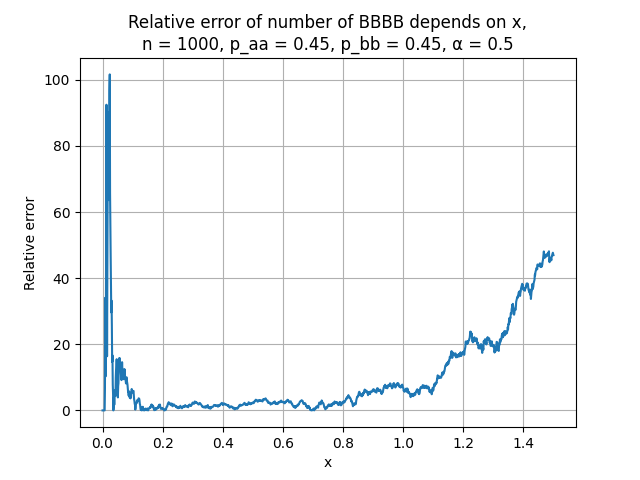 Relative error of number of BBBB depends on x,
n = 1000, p_aa = 0.45, p_bb = 0.45, α = 0.5
Relative error
100
80
60
40
20
0
0.0 0.2 0.4 0.6 0.8 1.0 1.2 1.4
x